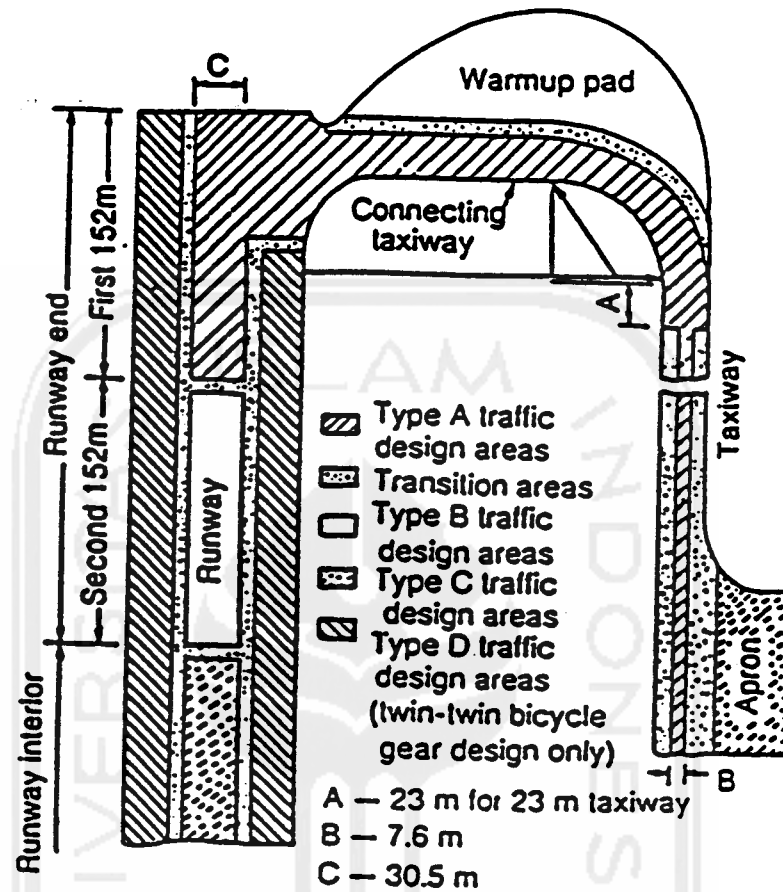 C
Warmup pad
Connecting
taxiway
A
Runway end
First 152m
Second 152m
Runway
Runway interior
Taxiway
Apron
B
Type A traffic
design areas
Transition areas
Type B traffic
design areas
Type C traffic
design areas
Type D traffic
design areas
(twin-twin bicycle
gear design only)
A — 23 m for 23 m taxiway
B — 7.6 m
C — 30.5 m